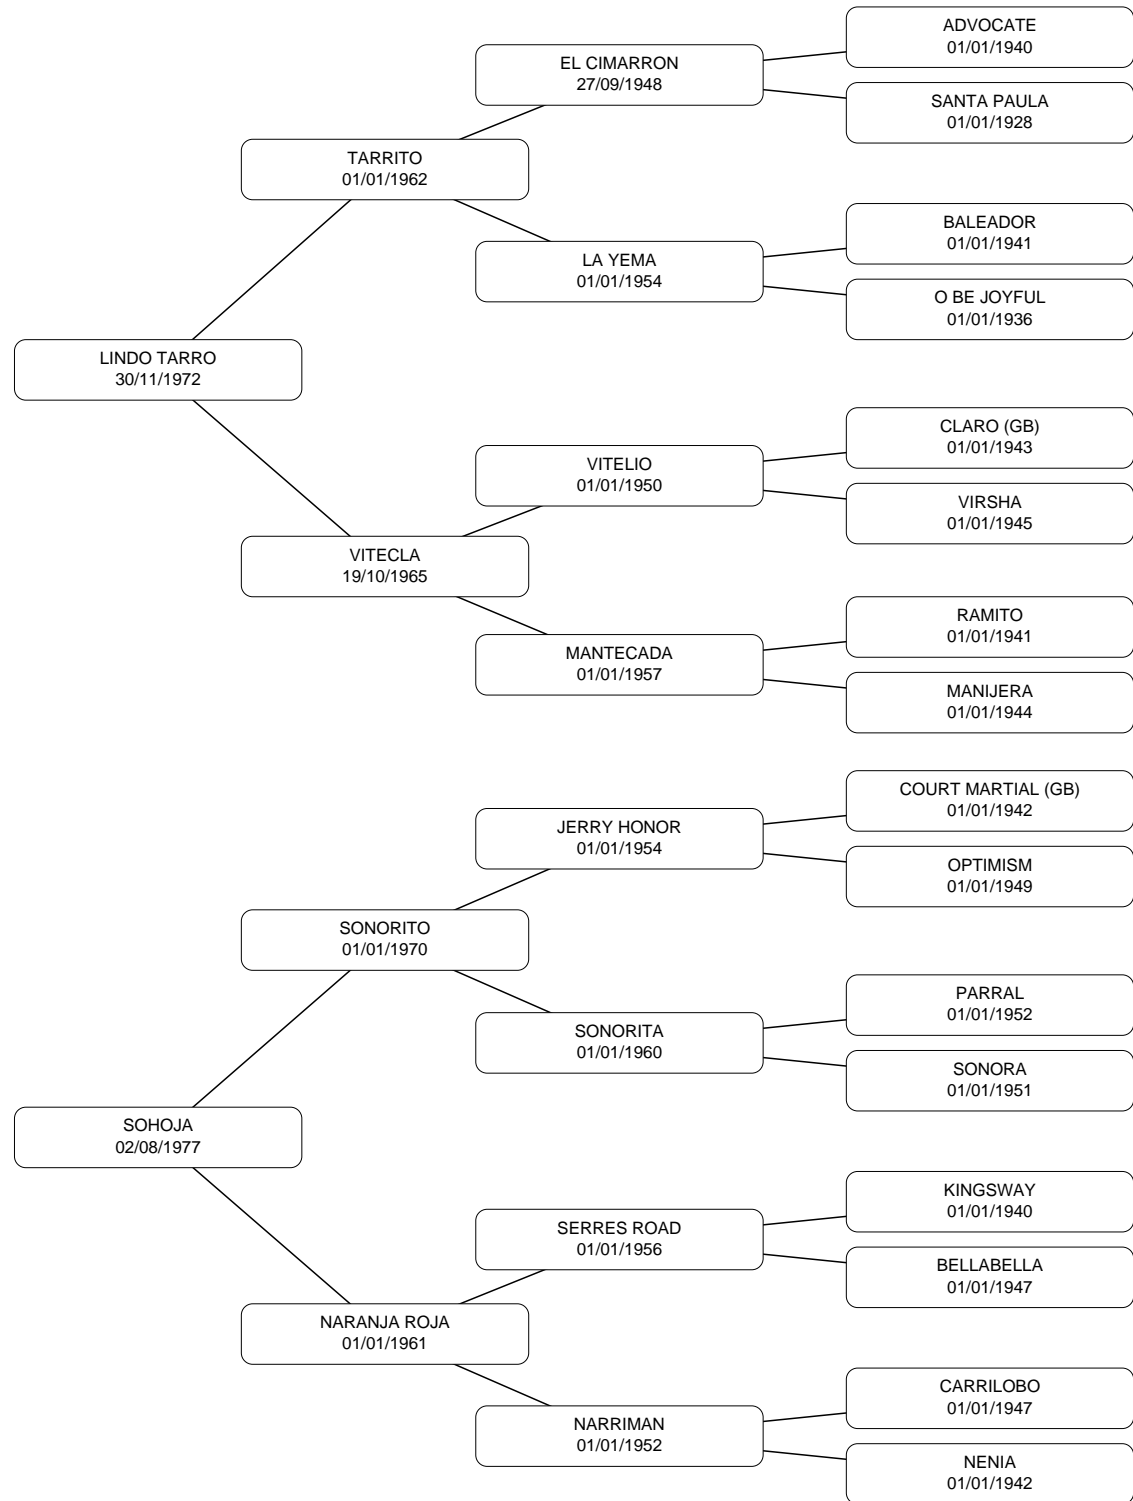 ADVOCATE
01/01/1940
EL CIMARRON
27/09/1948
SANTA PAULA
01/01/1928
TARRITO
01/01/1962
BALEADOR
01/01/1941
LA YEMA
01/01/1954
O BE JOYFUL
01/01/1936
LINDO TARRO
30/11/1972
CLARO (GB)
01/01/1943
VITELIO
01/01/1950
VIRSHA
01/01/1945
VITECLA
19/10/1965
RAMITO
01/01/1941
MANTECADA
01/01/1957
MANIJERA
01/01/1944
COURT MARTIAL (GB)
01/01/1942
JERRY HONOR
01/01/1954
OPTIMISM
01/01/1949
SONORITO
01/01/1970
PARRAL
01/01/1952
SONORITA
01/01/1960
SONORA
01/01/1951
SOHOJA
02/08/1977
KINGSWAY
01/01/1940
SERRES ROAD
01/01/1956
BELLABELLA
01/01/1947
NARANJA ROJA
01/01/1961
CARRILOBO
01/01/1947
NARRIMAN
01/01/1952
NENIA
01/01/1942